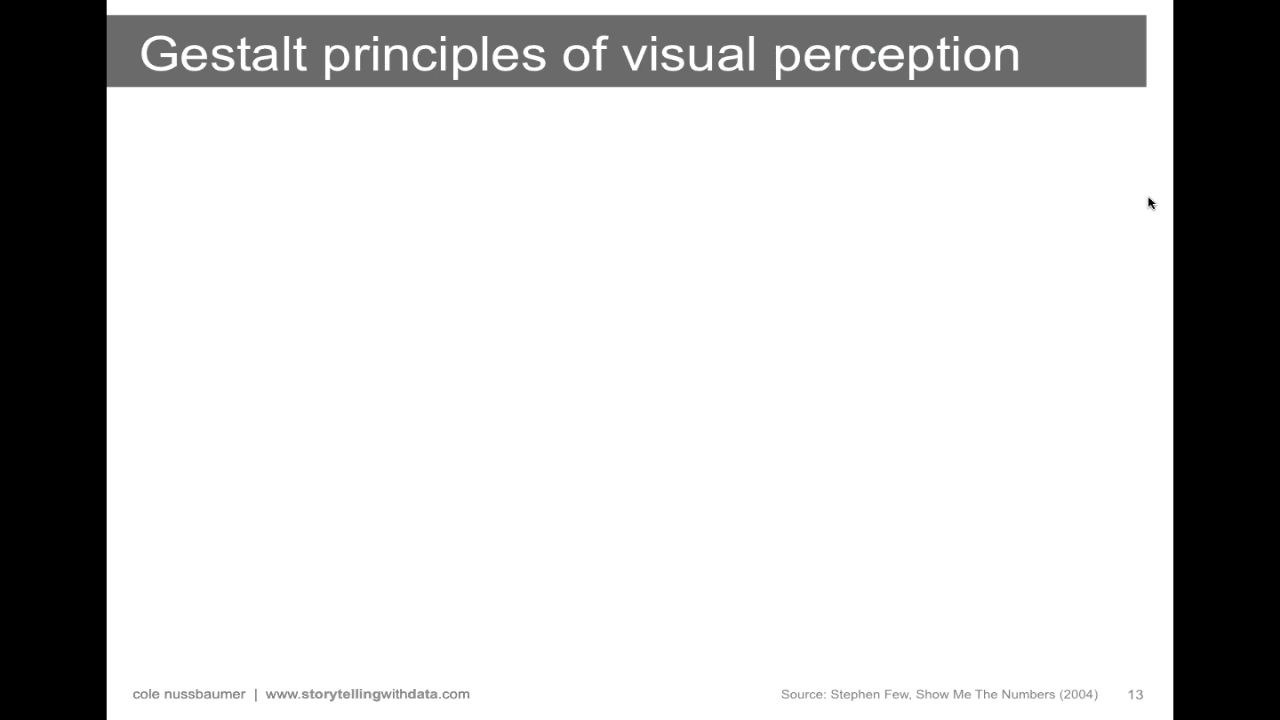 Gestalt principles of visual perception
cole nussbaumer | www.storytellingwithdata.com
Source: Stephen Few, Show Me The Numbers (2004) 13